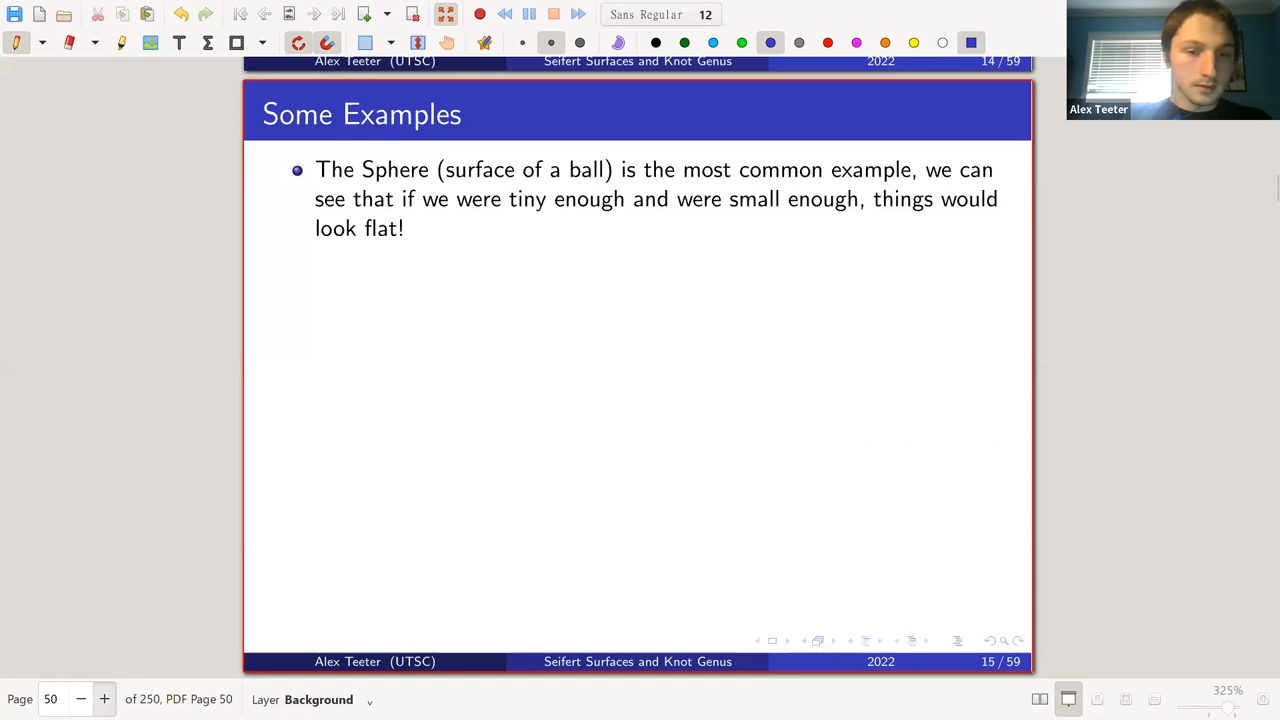 Sans Regular 12
Alex Teeter (UTSC) Seifert Surfaces and Knot Genus 2022 14 / 59
Alex Teeter
Some Examples
The Sphere (surface of a ball) is the most common example, we can
see that if we were tiny enough and were small enough, things would
look flat!
Alex Teeter (UTSC) Seifert Surfaces and Knot Genus 2022 15 / 59
Page 50 of 250, PDF Page 50 Layer Background 325%